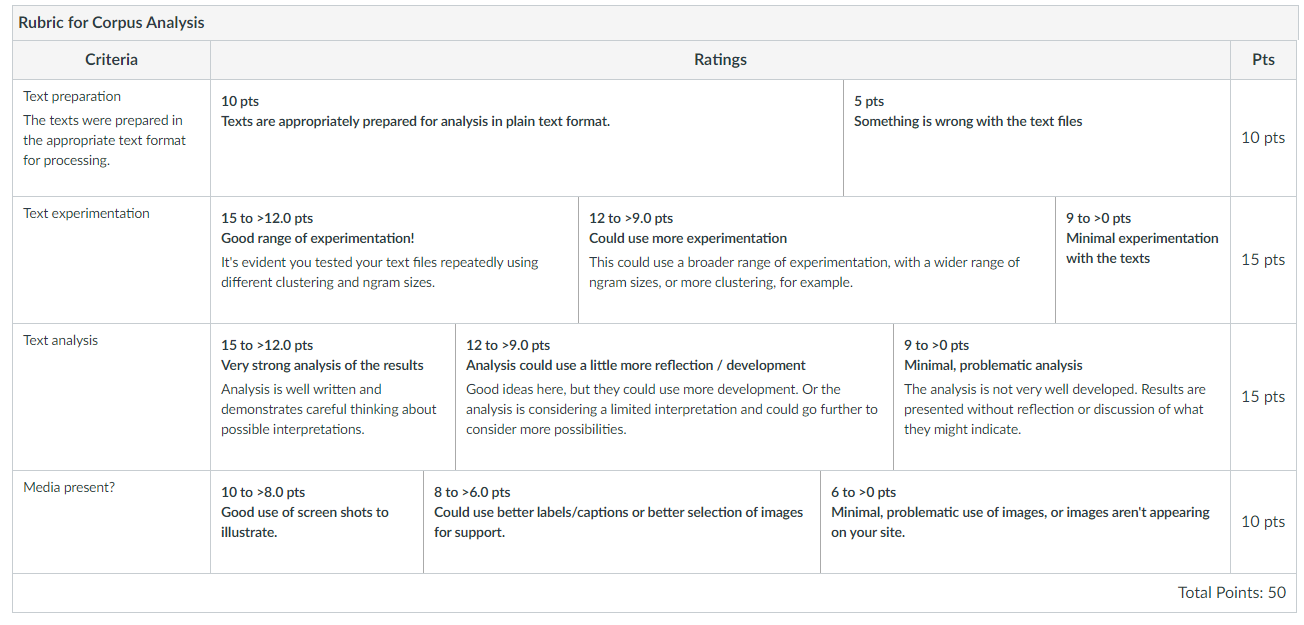 Rubric for Corpus Analysis
Criteria
Ratings
Pts
Text preparation
The texts were prepared in
the appropriate text format
for processing.
10 pts
Texts are appropriately prepared for analysis in plain text format.
5 pts
Something is wrong with the text files
10 pts
Text experimentation
15 to >12.0 pts
Good range of experimentation!
It's evident you tested your text files repeatedly using
different clustering and ngram sizes.
12 to >9.0 pts
Could use more experimentation
This could use a broader range of experimentation, with a wider range of
ngram sizes, or more clustering, for example.
9 to >0 pts
Minimal experimentation
with the texts
15 pts
Text analysis
15 to >12.0 pts
Very strong analysis of the results
Analysis is well written and
demonstrates careful thinking about
possible interpretations.
12 to >9.0 pts
Analysis could use a little more reflection / development
Good ideas here, but they could use more development. Or the
analysis is considering a limited interpretation and could go further to
consider more possibilities.
9 to >0 pts
Minimal, problematic analysis
The analysis is not very well developed. Results are
presented without reflection or discussion of what
they might indicate.
15 pts
Media present?
10 to >8.0 pts
Good use of screen shots to
illustrate.
8 to >6.0 pts
Could use better labels/captions or better selection of images
for support.
6 to >0 pts
Minimal, problematic use of images, or images aren't appearing
on your site.
10 pts
Total Points: 50